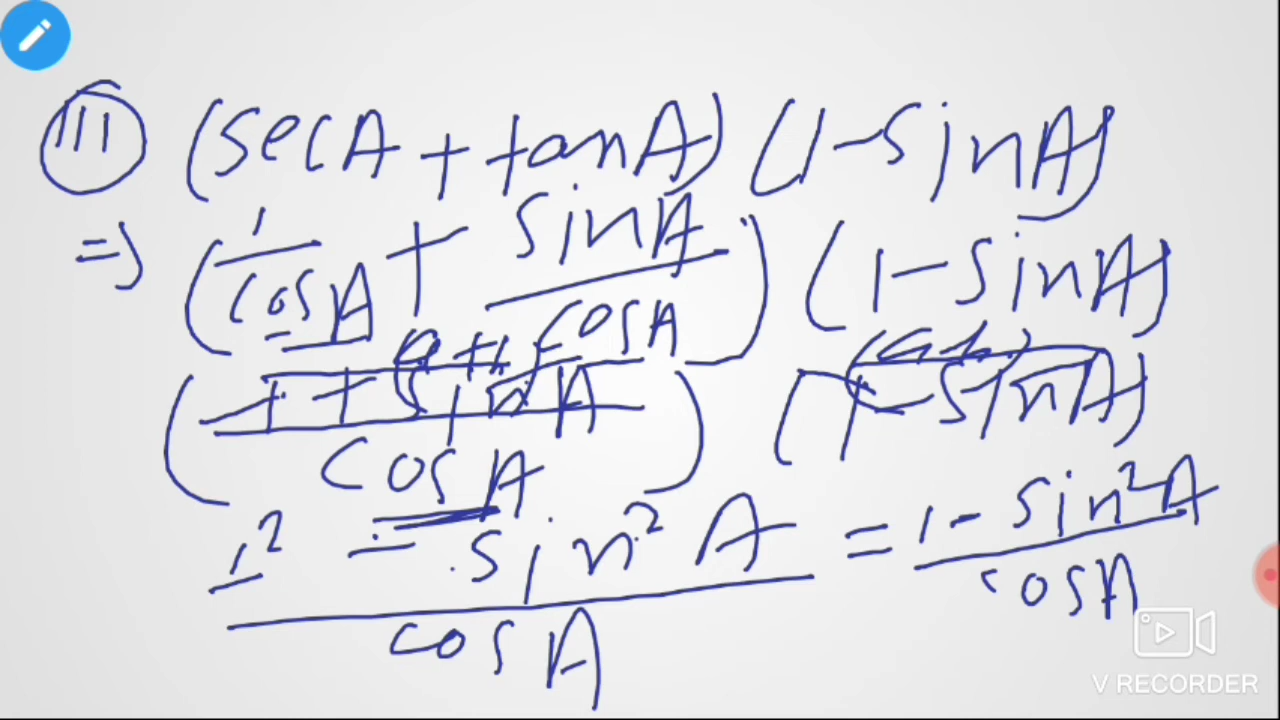 III (secA + tanA) (1 - sinA)
=> (1/cosA + sinA/cosA) (1 - sinA)
(a+b) (a-b)
(1 + sinA/cosA) (1 - sinA)
1² - sin²A/cosA = 1 - sin²A/cosA
V RECORDER